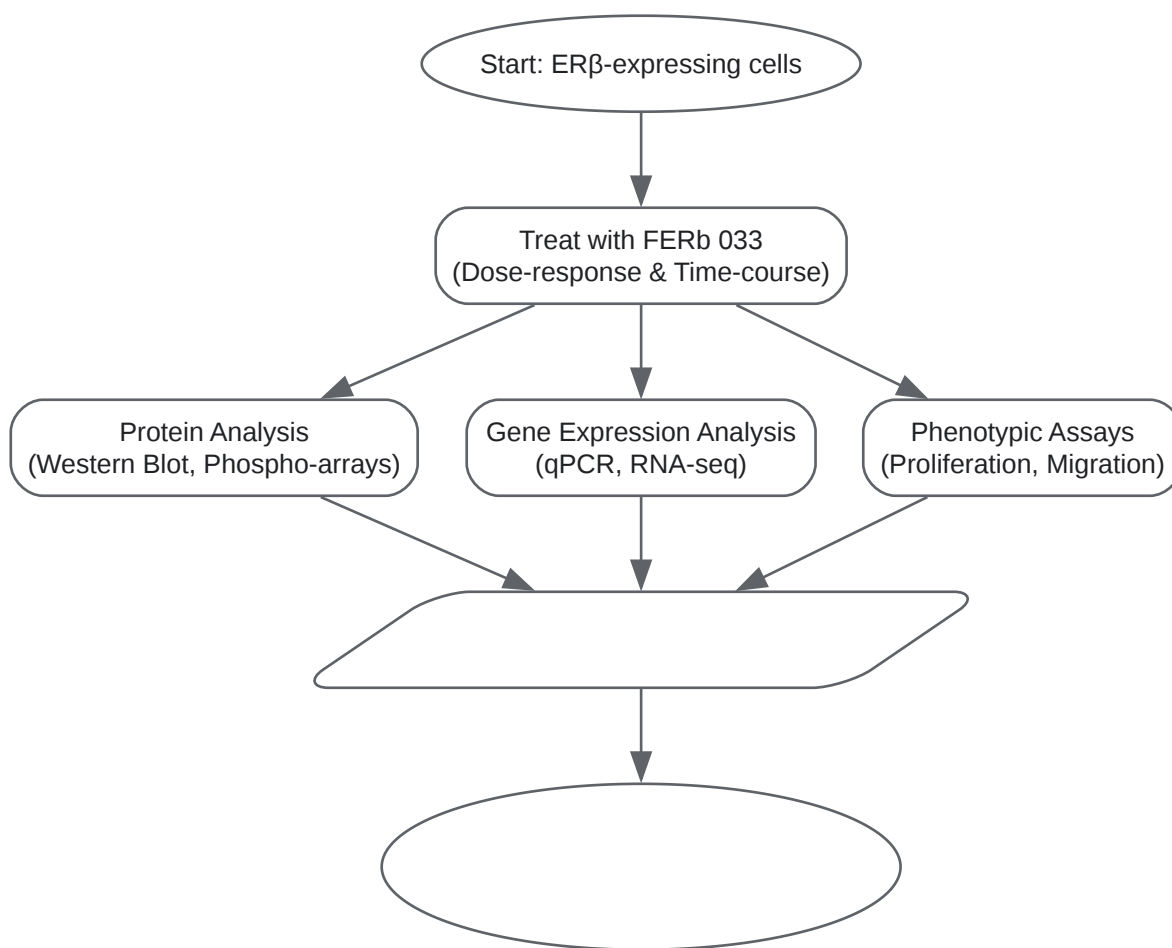 Start: ERβ-expressing cells
Treat with FERb 033
(Dose-response & Time-course)
Protein Analysis
(Western Blot, Phospho-arrays)
Gene Expression Analysis
(qPCR, RNA-seq)
Phenotypic Assays
(Proliferation, Migration)